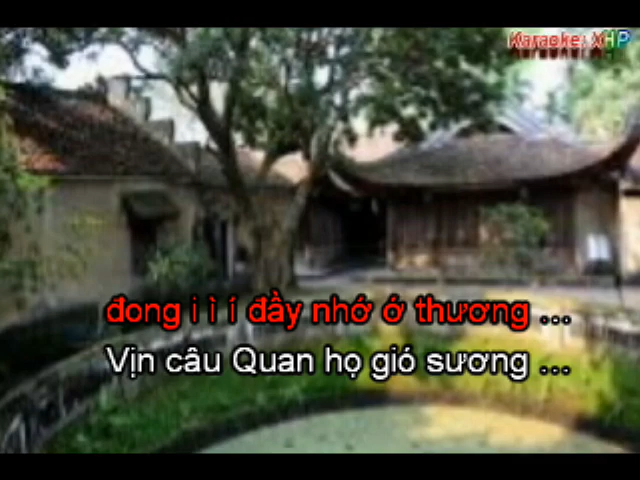 Karaoke: XHP
đong i ì í đầy nhớ ở thương ...
Vịn câu Quan họ gió sương ...